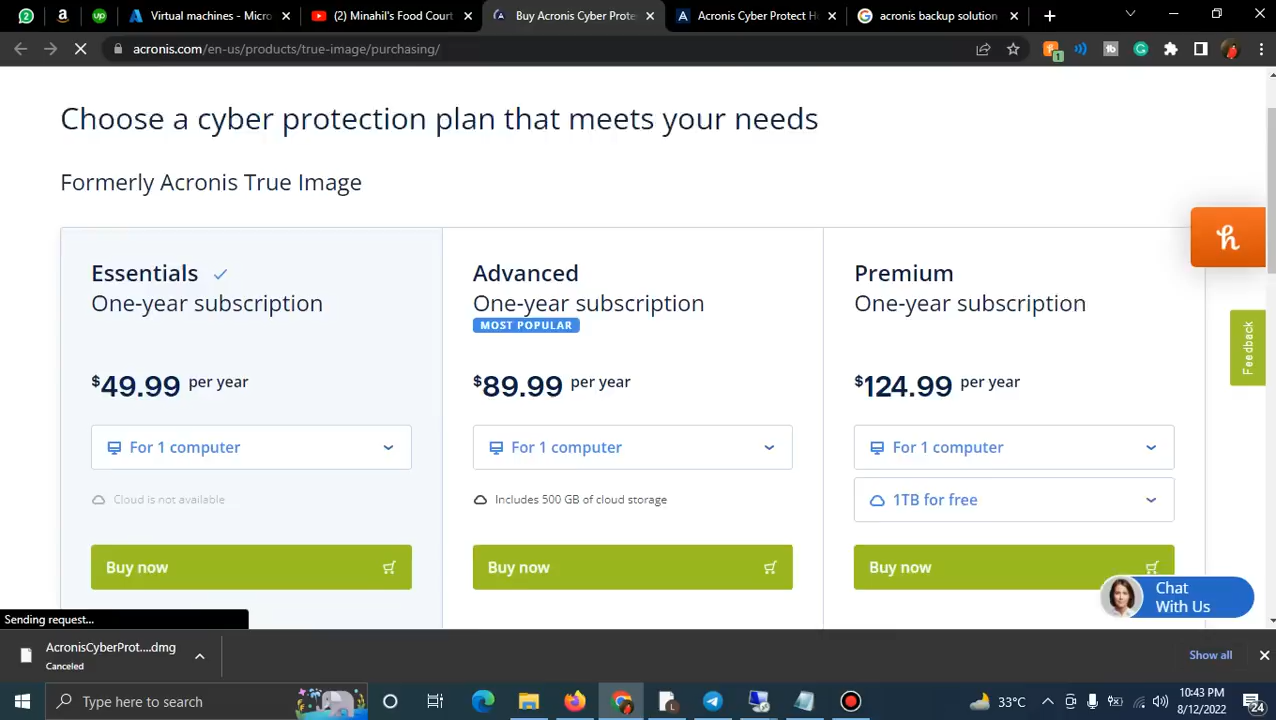 Virtual machines - Micro
(2) Minahil's Food Court
Buy Acronis Cyber Prote
Acronis Cyber Protect H
acronis backup solution
acronis.com/en-us/products/true-image/purchasing/
1
Choose a cyber protection plan that meets your needs
Formerly Acronis True Image
Essentials
One-year subscription
$49.99 per year
For 1 computer
Cloud is not available
Buy now
Advanced
One-year subscription
MOST POPULAR
$89.99 per year
For 1 computer
Includes 500 GB of cloud storage
Buy now
Premium
One-year subscription
$124.99 per year
For 1 computer
1TB for free
Buy now
Feedback
Chat
With Us
Sending request...
AcronisCyberProt....dmg
Canceled
Show all
Type here to search
33°C
10:43 PM
8/12/2022
24